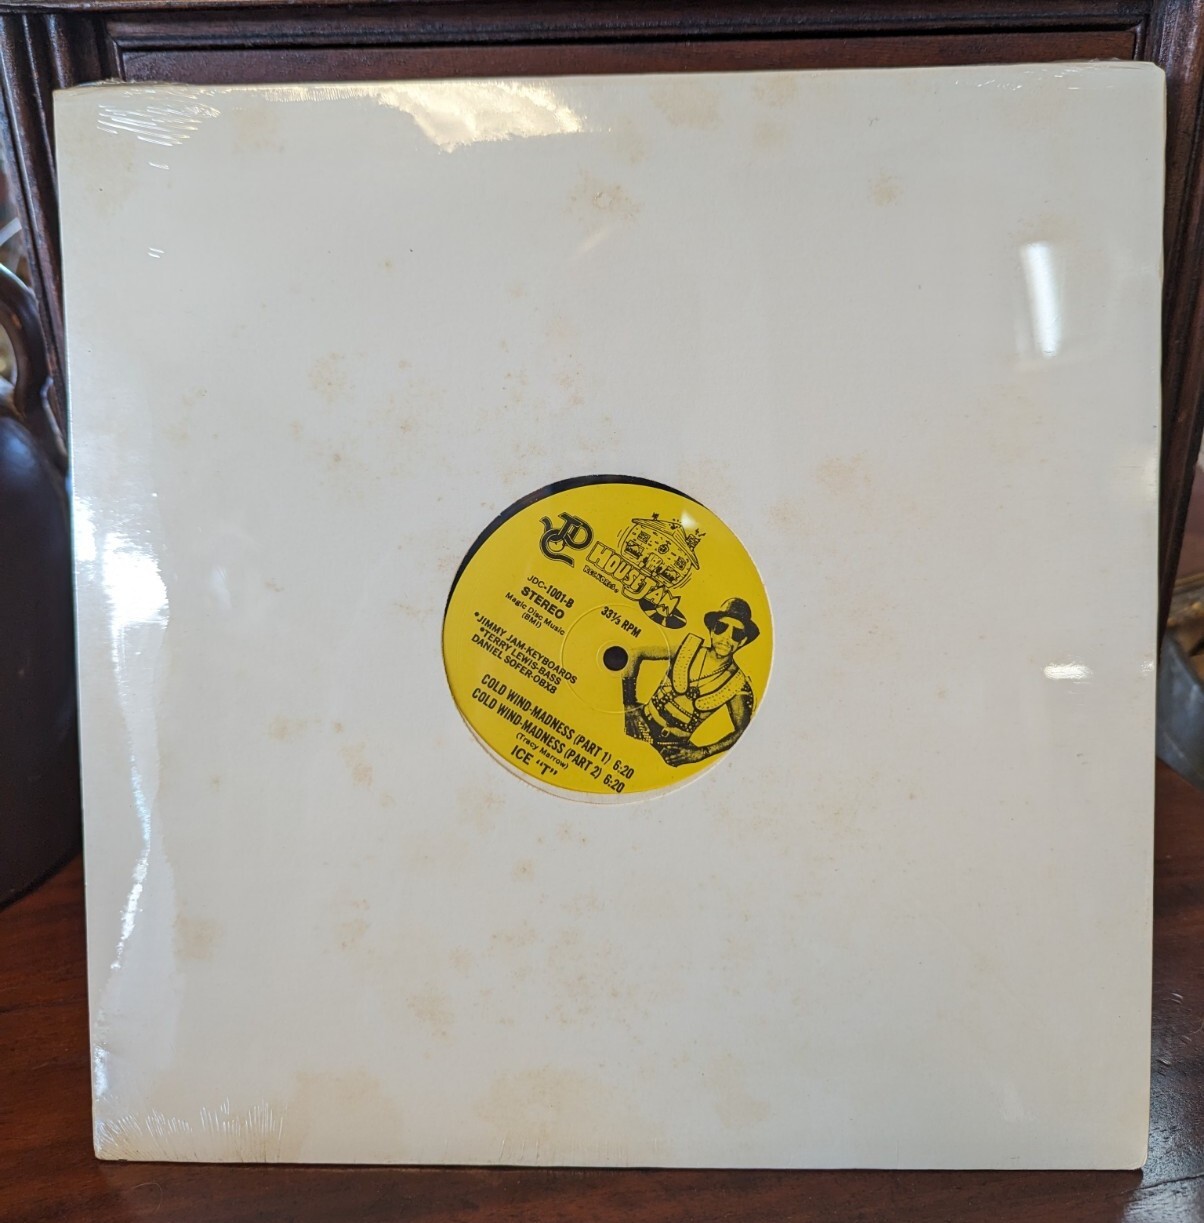 JDC
HOUSE JAM
RECORDS
JDC-1001-B
STEREO
33⅓ RPM
Magic Disc Music
(BMI)
•JIMMY JAM-KEYBOARDS
•TERRY LEWIS-BASS
DANIEL SOFER-OBX8
COLD WIND-MADNESS (PART 1) 6:20
COLD WIND-MADNESS (PART 2) 6:20
(Tracy Marrow)
ICE "T"